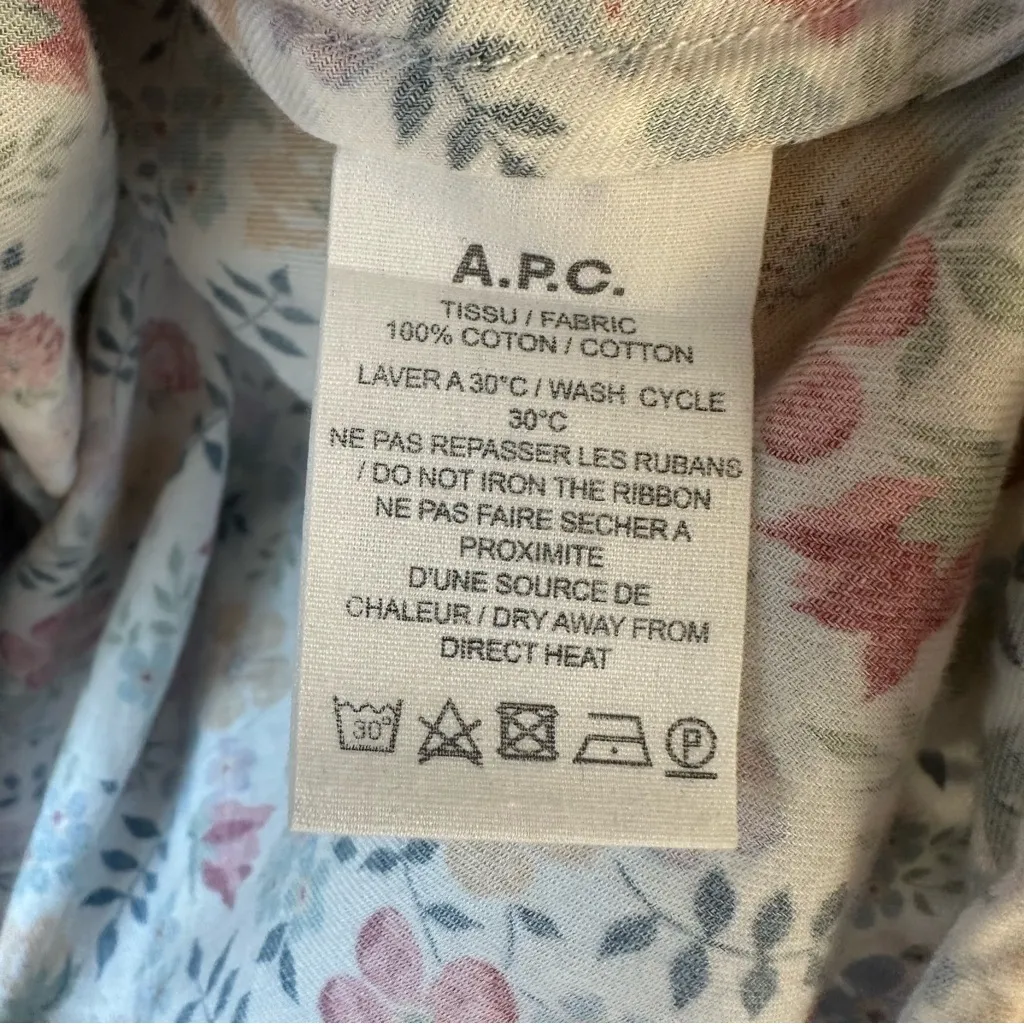 A.P.C.
TISSU / FABRIC
100% COTON / COTTON
LAVER A 30°C / WASH CYCLE
30°C
NE PAS REPASSER LES RUBANS
/ DO NOT IRON THE RIBBON
NE PAS FAIRE SECHER A
PROXIMITE
D'UNE SOURCE DE
CHALEUR / DRY AWAY FROM
DIRECT HEAT
30° P